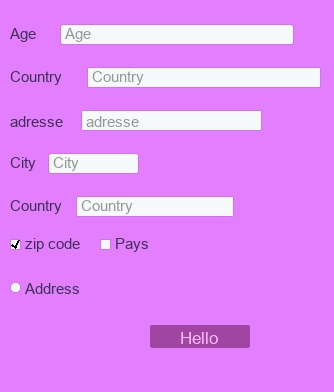 Age Age
Country Country
adresse adresse
City City
Country Country
zip code Pays
Address
Hello